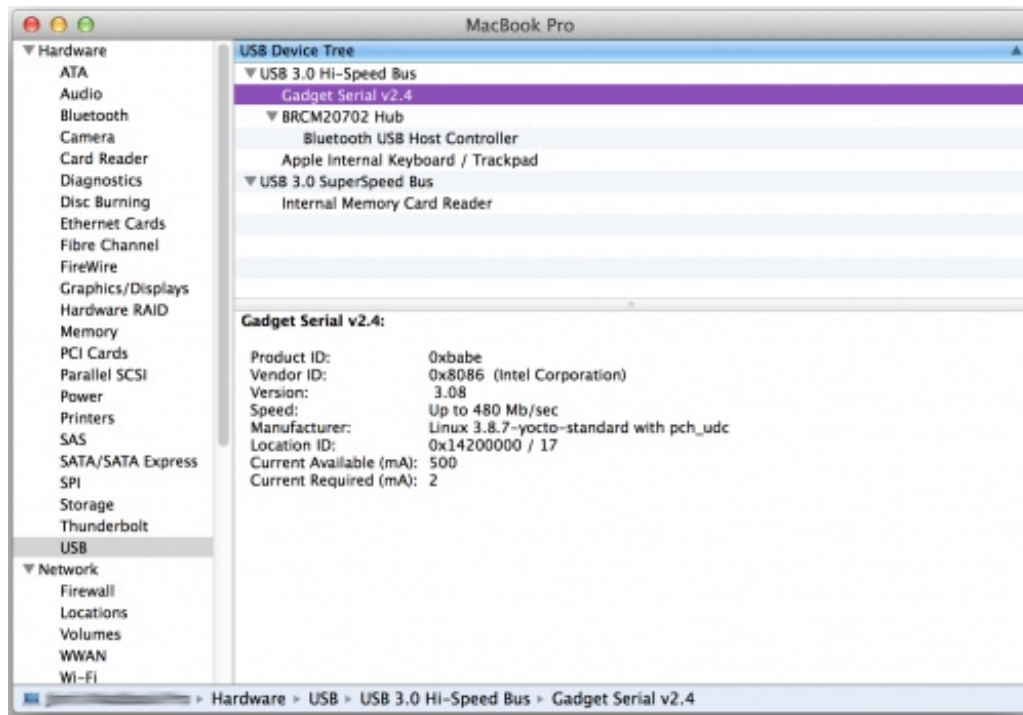 MacBook Pro
Hardware
ATA
Audio
Bluetooth
Camera
Card Reader
Diagnostics
Disc Burning
Ethernet Cards
Fibre Channel
FireWire
Graphics/Displays
Hardware RAID
Memory
PCI Cards
Parallel SCSI
Power
Printers
SAS
SATA/SATA Express
SPI
Storage
Thunderbolt
USB
Network
Firewall
Locations
Volumes
WWAN
Wi-Fi
USB Device Tree
USB 3.0 Hi-Speed Bus
Gadget Serial v2.4
BRCM20702 Hub
Bluetooth USB Host Controller
Apple Internal Keyboard / Trackpad
USB 3.0 SuperSpeed Bus
Internal Memory Card Reader
Gadget Serial v2.4:
Product ID: 0xbabe
Vendor ID: 0x8086 (Intel Corporation)
Version: 3.08
Speed: Up to 480 Mb/sec
Manufacturer: Linux 3.8.7-yocto-standard with pch_udc
Location ID: 0x14200000 / 17
Current Available (mA): 500
Current Required (mA): 2
Hardware ▸ USB ▸ USB 3.0 Hi-Speed Bus ▸ Gadget Serial v2.4